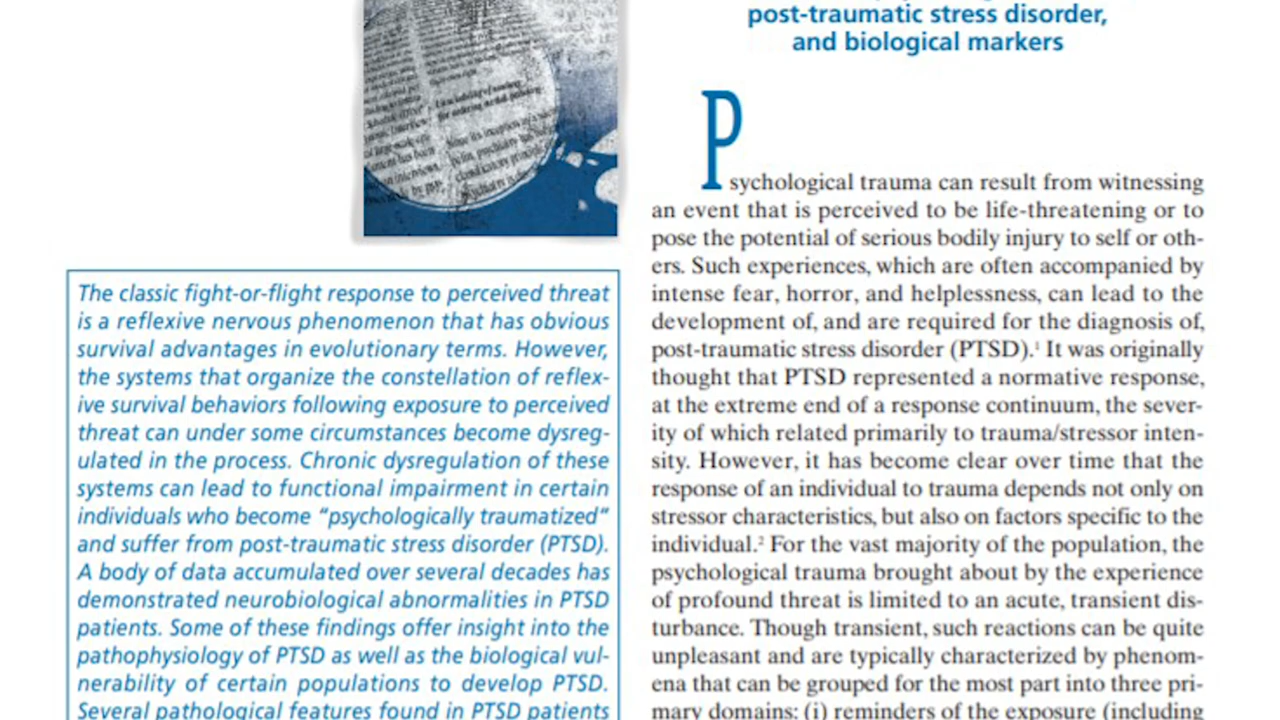 post-traumatic stress disorder,
and biological markers
Psychological trauma can result from witnessing
an event that is perceived to be life-threatening or to
pose the potential of serious bodily injury to self or oth-
ers. Such experiences, which are often accompanied by
intense fear, horror, and helplessness, can lead to the
development of, and are required for the diagnosis of,
post-traumatic stress disorder (PTSD).¹ It was originally
thought that PTSD represented a normative response,
at the extreme end of a response continuum, the sever-
ity of which related primarily to trauma/stressor inten-
sity. However, it has become clear over time that the
response of an individual to trauma depends not only on
stressor characteristics, but also on factors specific to the
individual.² For the vast majority of the population, the
psychological trauma brought about by the experience
of profound threat is limited to an acute, transient dis-
turbance. Though transient, such reactions can be quite
unpleasant and are typically characterized by phenom-
ena that can be grouped for the most part into three pri-
mary domains: (i) reminders of the exposure (including
The classic fight-or-flight response to perceived threat
is a reflexive nervous phenomenon that has obvious
survival advantages in evolutionary terms. However,
the systems that organize the constellation of reflex-
ive survival behaviors following exposure to perceived
threat can under some circumstances become dysreg-
ulated in the process. Chronic dysregulation of these
systems can lead to functional impairment in certain
individuals who become “psychologically traumatized”
and suffer from post-traumatic stress disorder (PTSD).
A body of data accumulated over several decades has
demonstrated neurobiological abnormalities in PTSD
patients. Some of these findings offer insight into the
pathophysiology of PTSD as well as the biological vul-
nerability of certain populations to develop PTSD.
Several pathological features found in PTSD patients